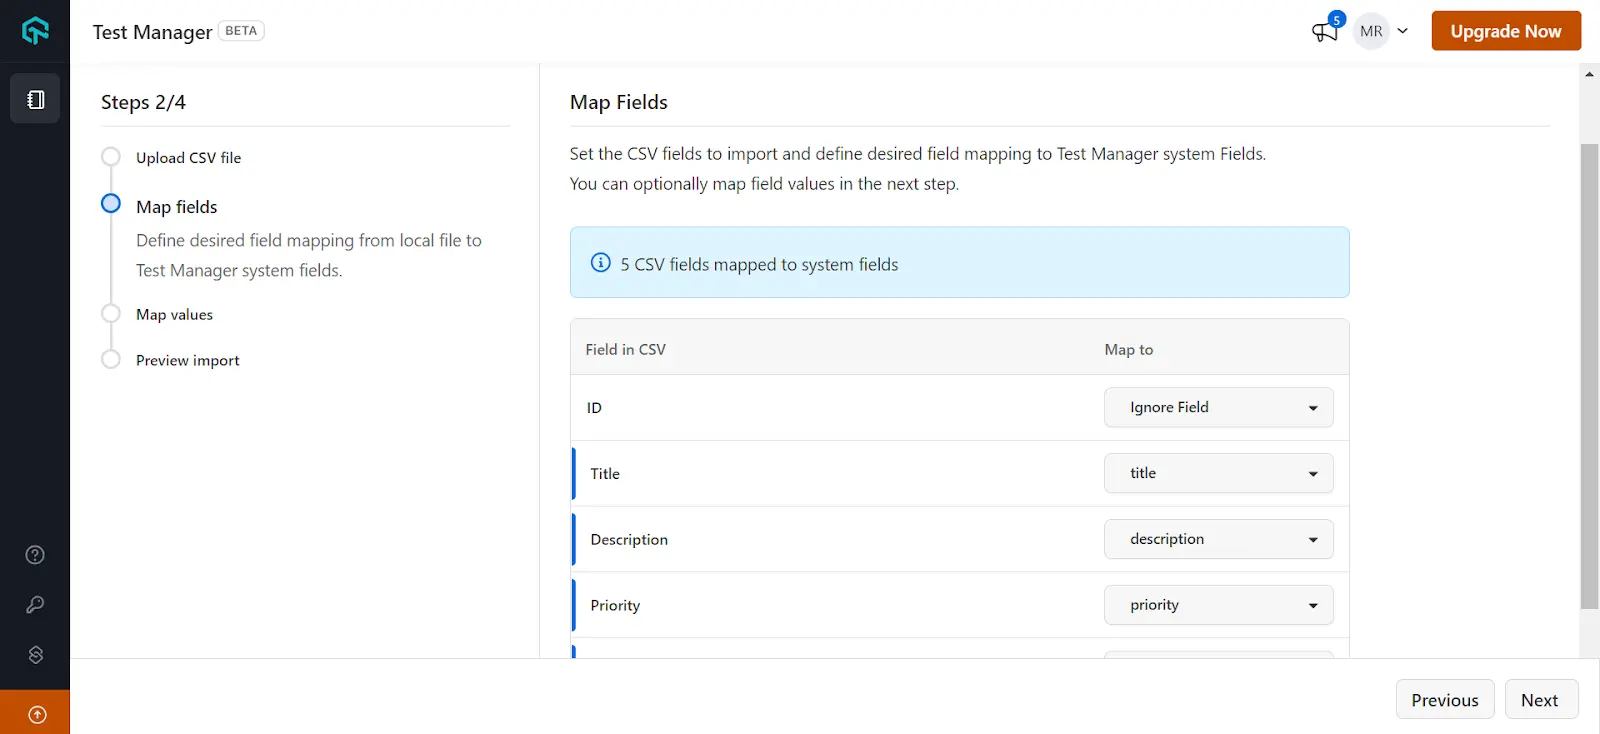 Test Manager BETA
5
MR
Upgrade Now
Steps 2/4
Upload CSV file
Map fields
Define desired field mapping from local file to
Test Manager system fields.
Map values
Preview import
Map Fields
Set the CSV fields to import and define desired field mapping to Test Manager system Fields.
You can optionally map field values in the next step.
5 CSV fields mapped to system fields
Field in CSV Map to
ID Ignore Field
Title title
Description description
Priority priority
Previous Next